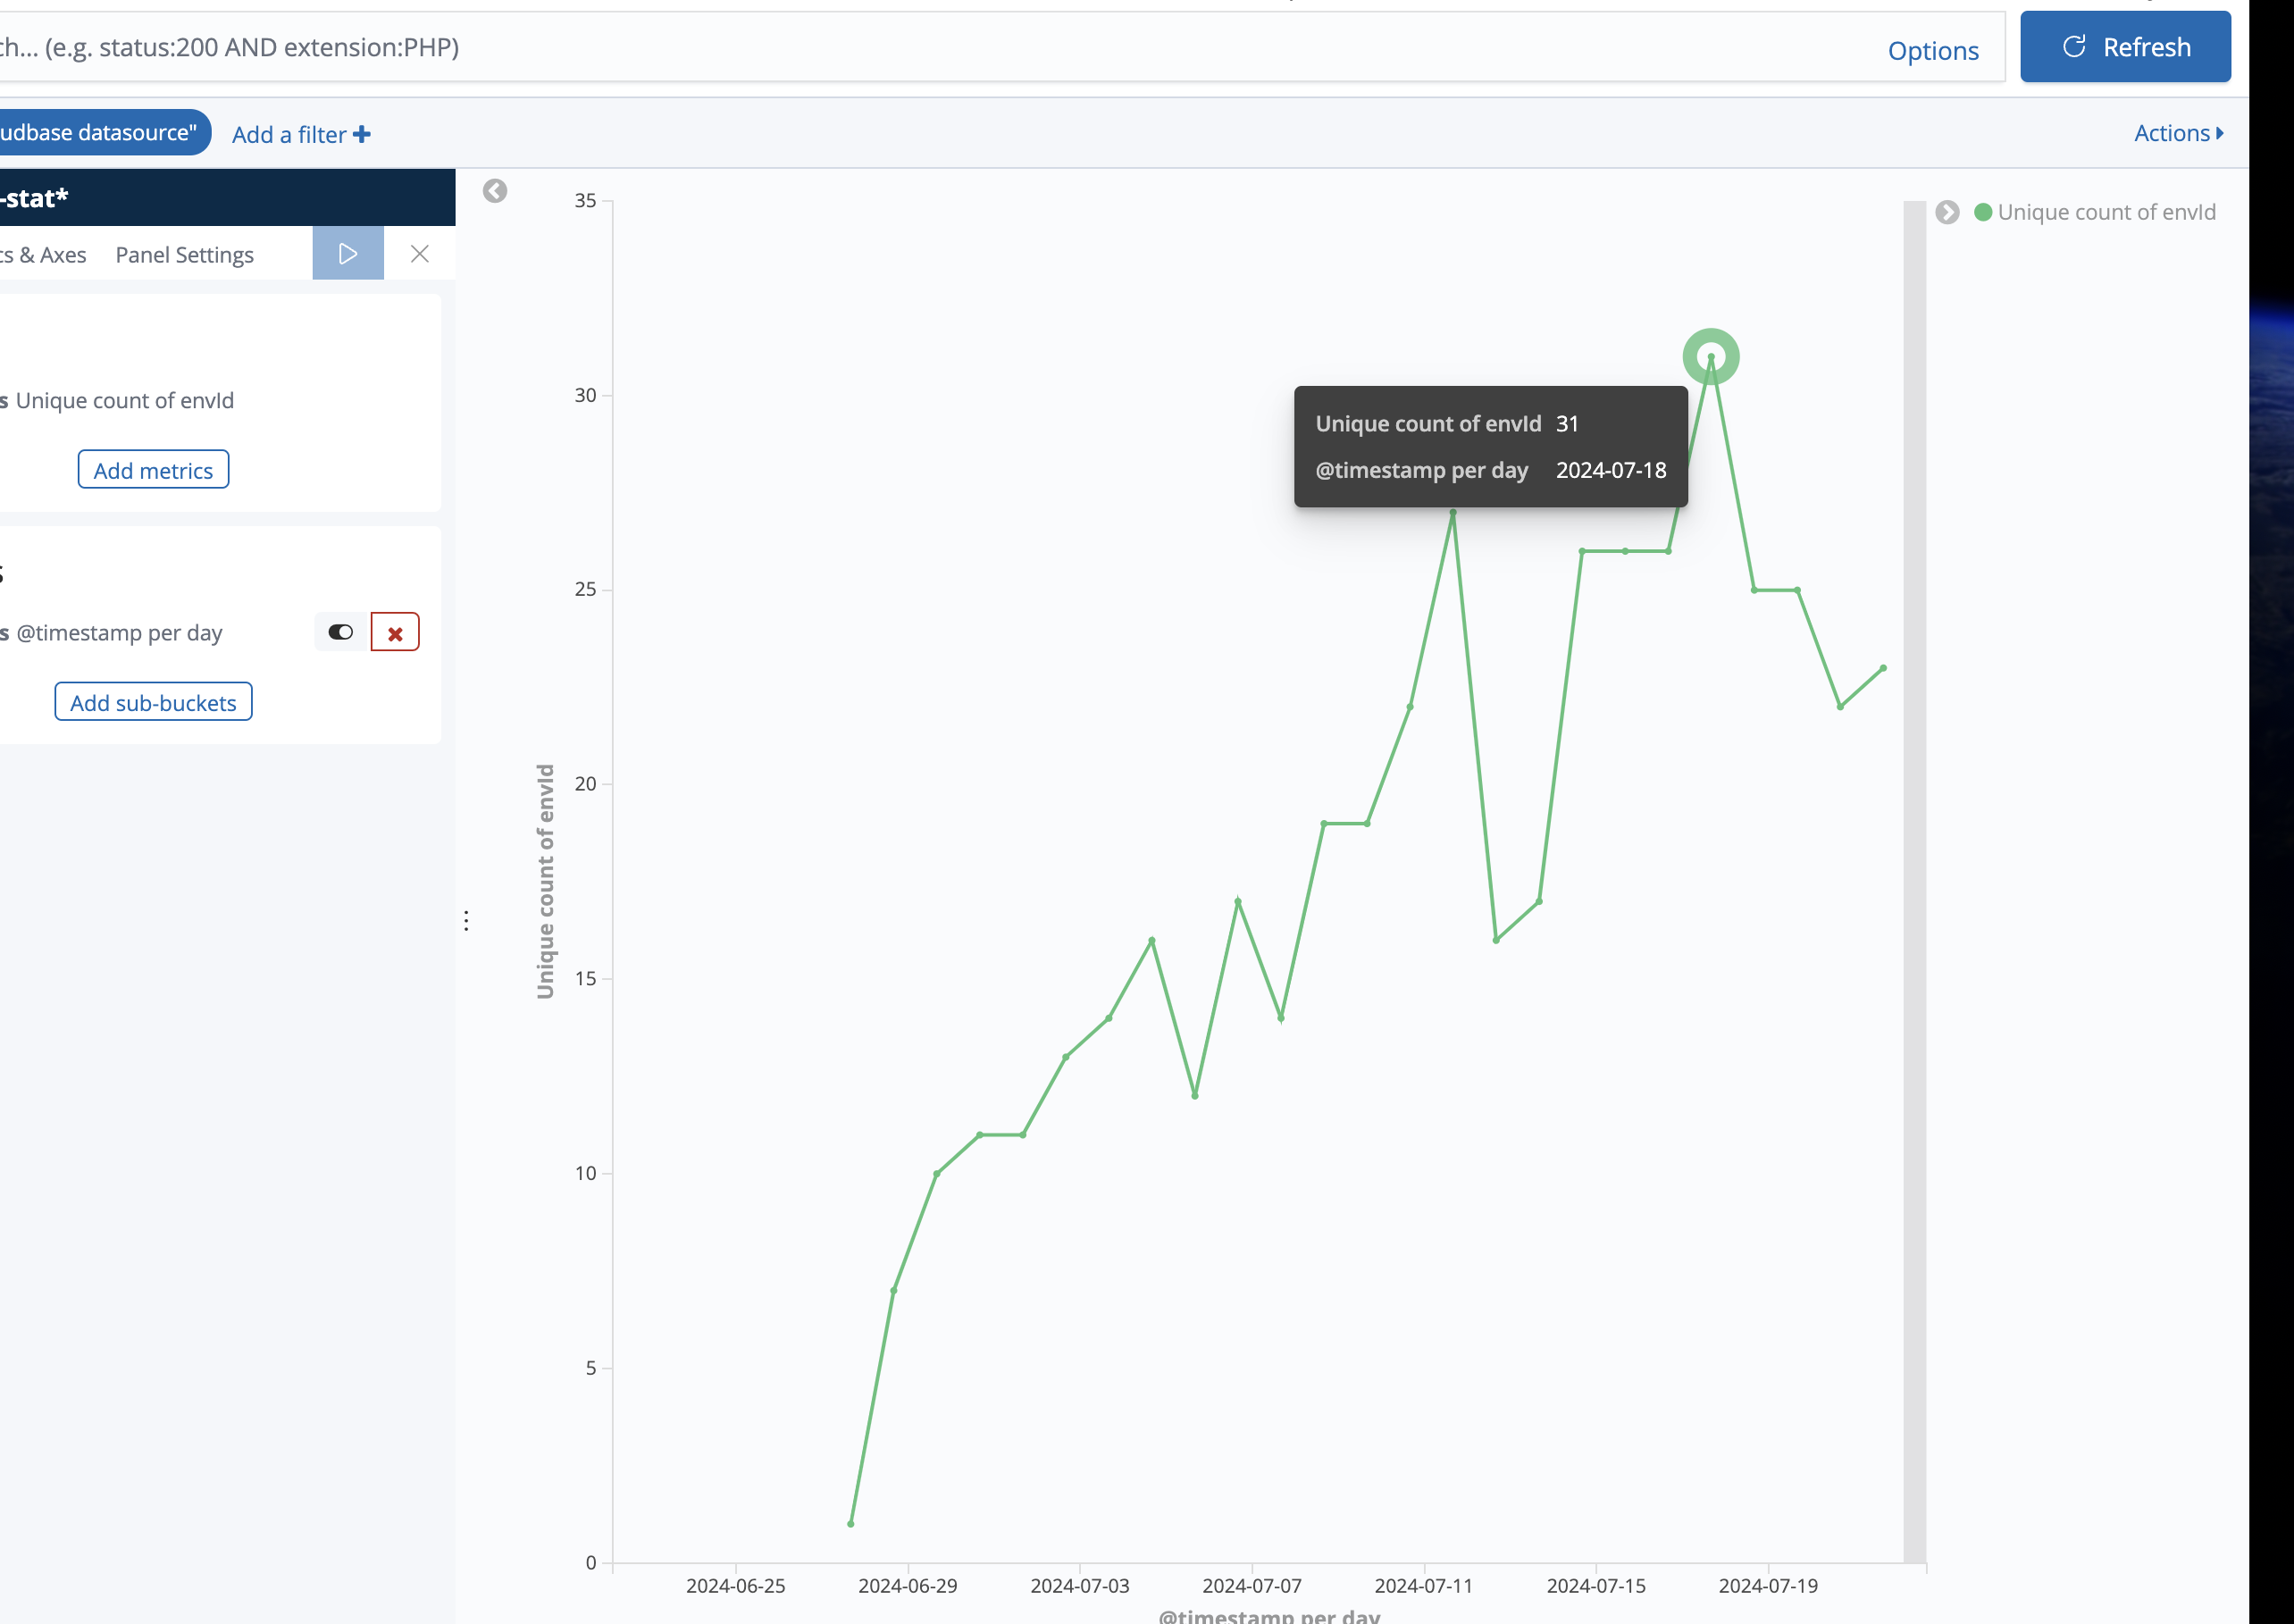 ch... (e.g. status:200 AND extension:PHP)
Options
Refresh
udbase datasource"
Add a filter
Actions
-stat*
cs & Axes
Panel Settings
s Unique count of envId
Add metrics
s
s @timestamp per day
Add sub-buckets
35
30
25
20
15
10
5
0
Unique count of envId
Unique count of envId 31
@timestamp per day 2024-07-18
Unique count of envId
2024-06-25
2024-06-29
2024-07-03
2024-07-07
2024-07-11
2024-07-15
2024-07-19
@timestamp per day